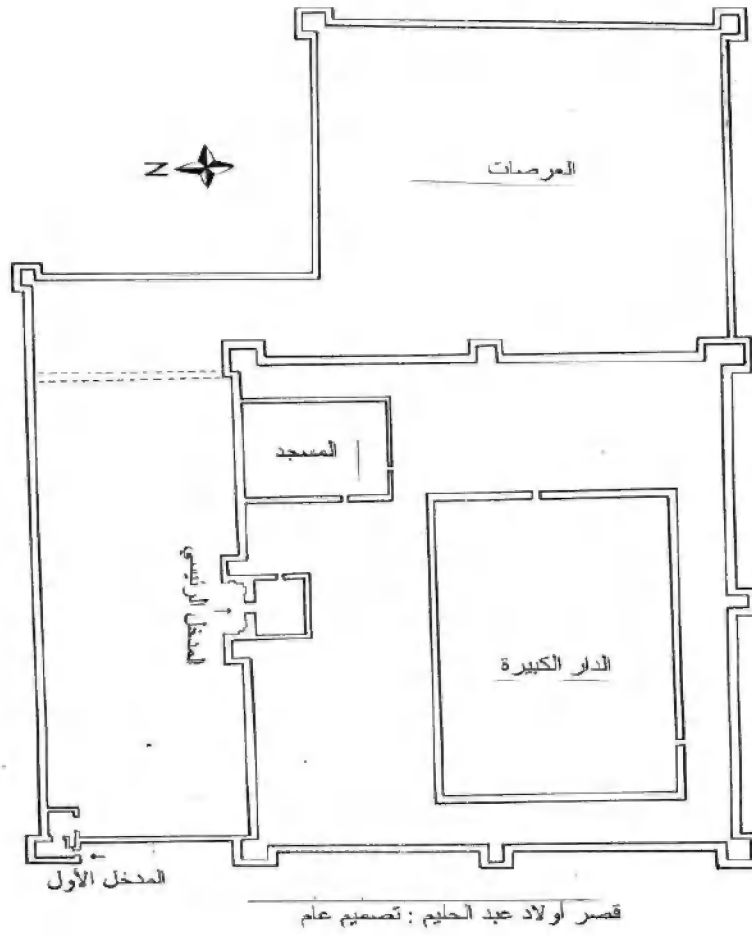 العرصات
N
المسجد
المدخل الرئيسي
الدار الكبيرة
المدخل الأول
قصر أولاد عبد الحليم : تصميم عام